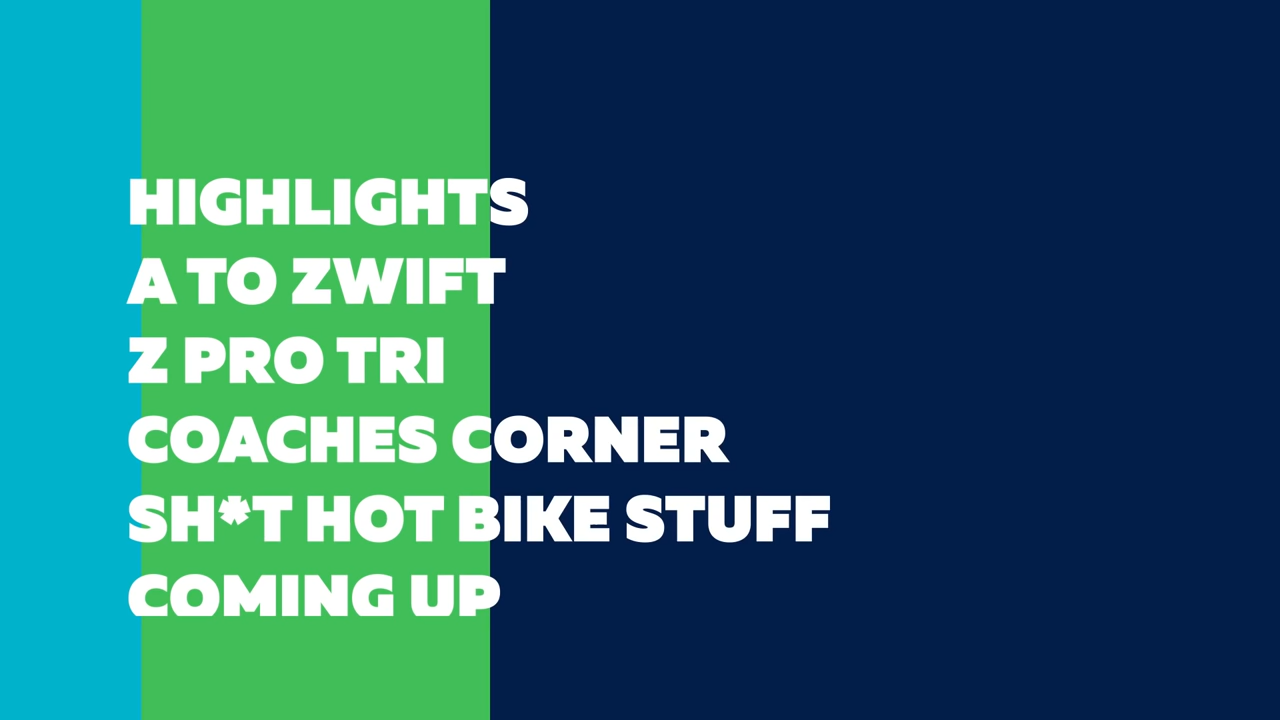 HIGHLIGHTS
A TO ZWIFT
Z PRO TRI
COACHES CORNER
SH*T HOT BIKE STUFF
COMING UP